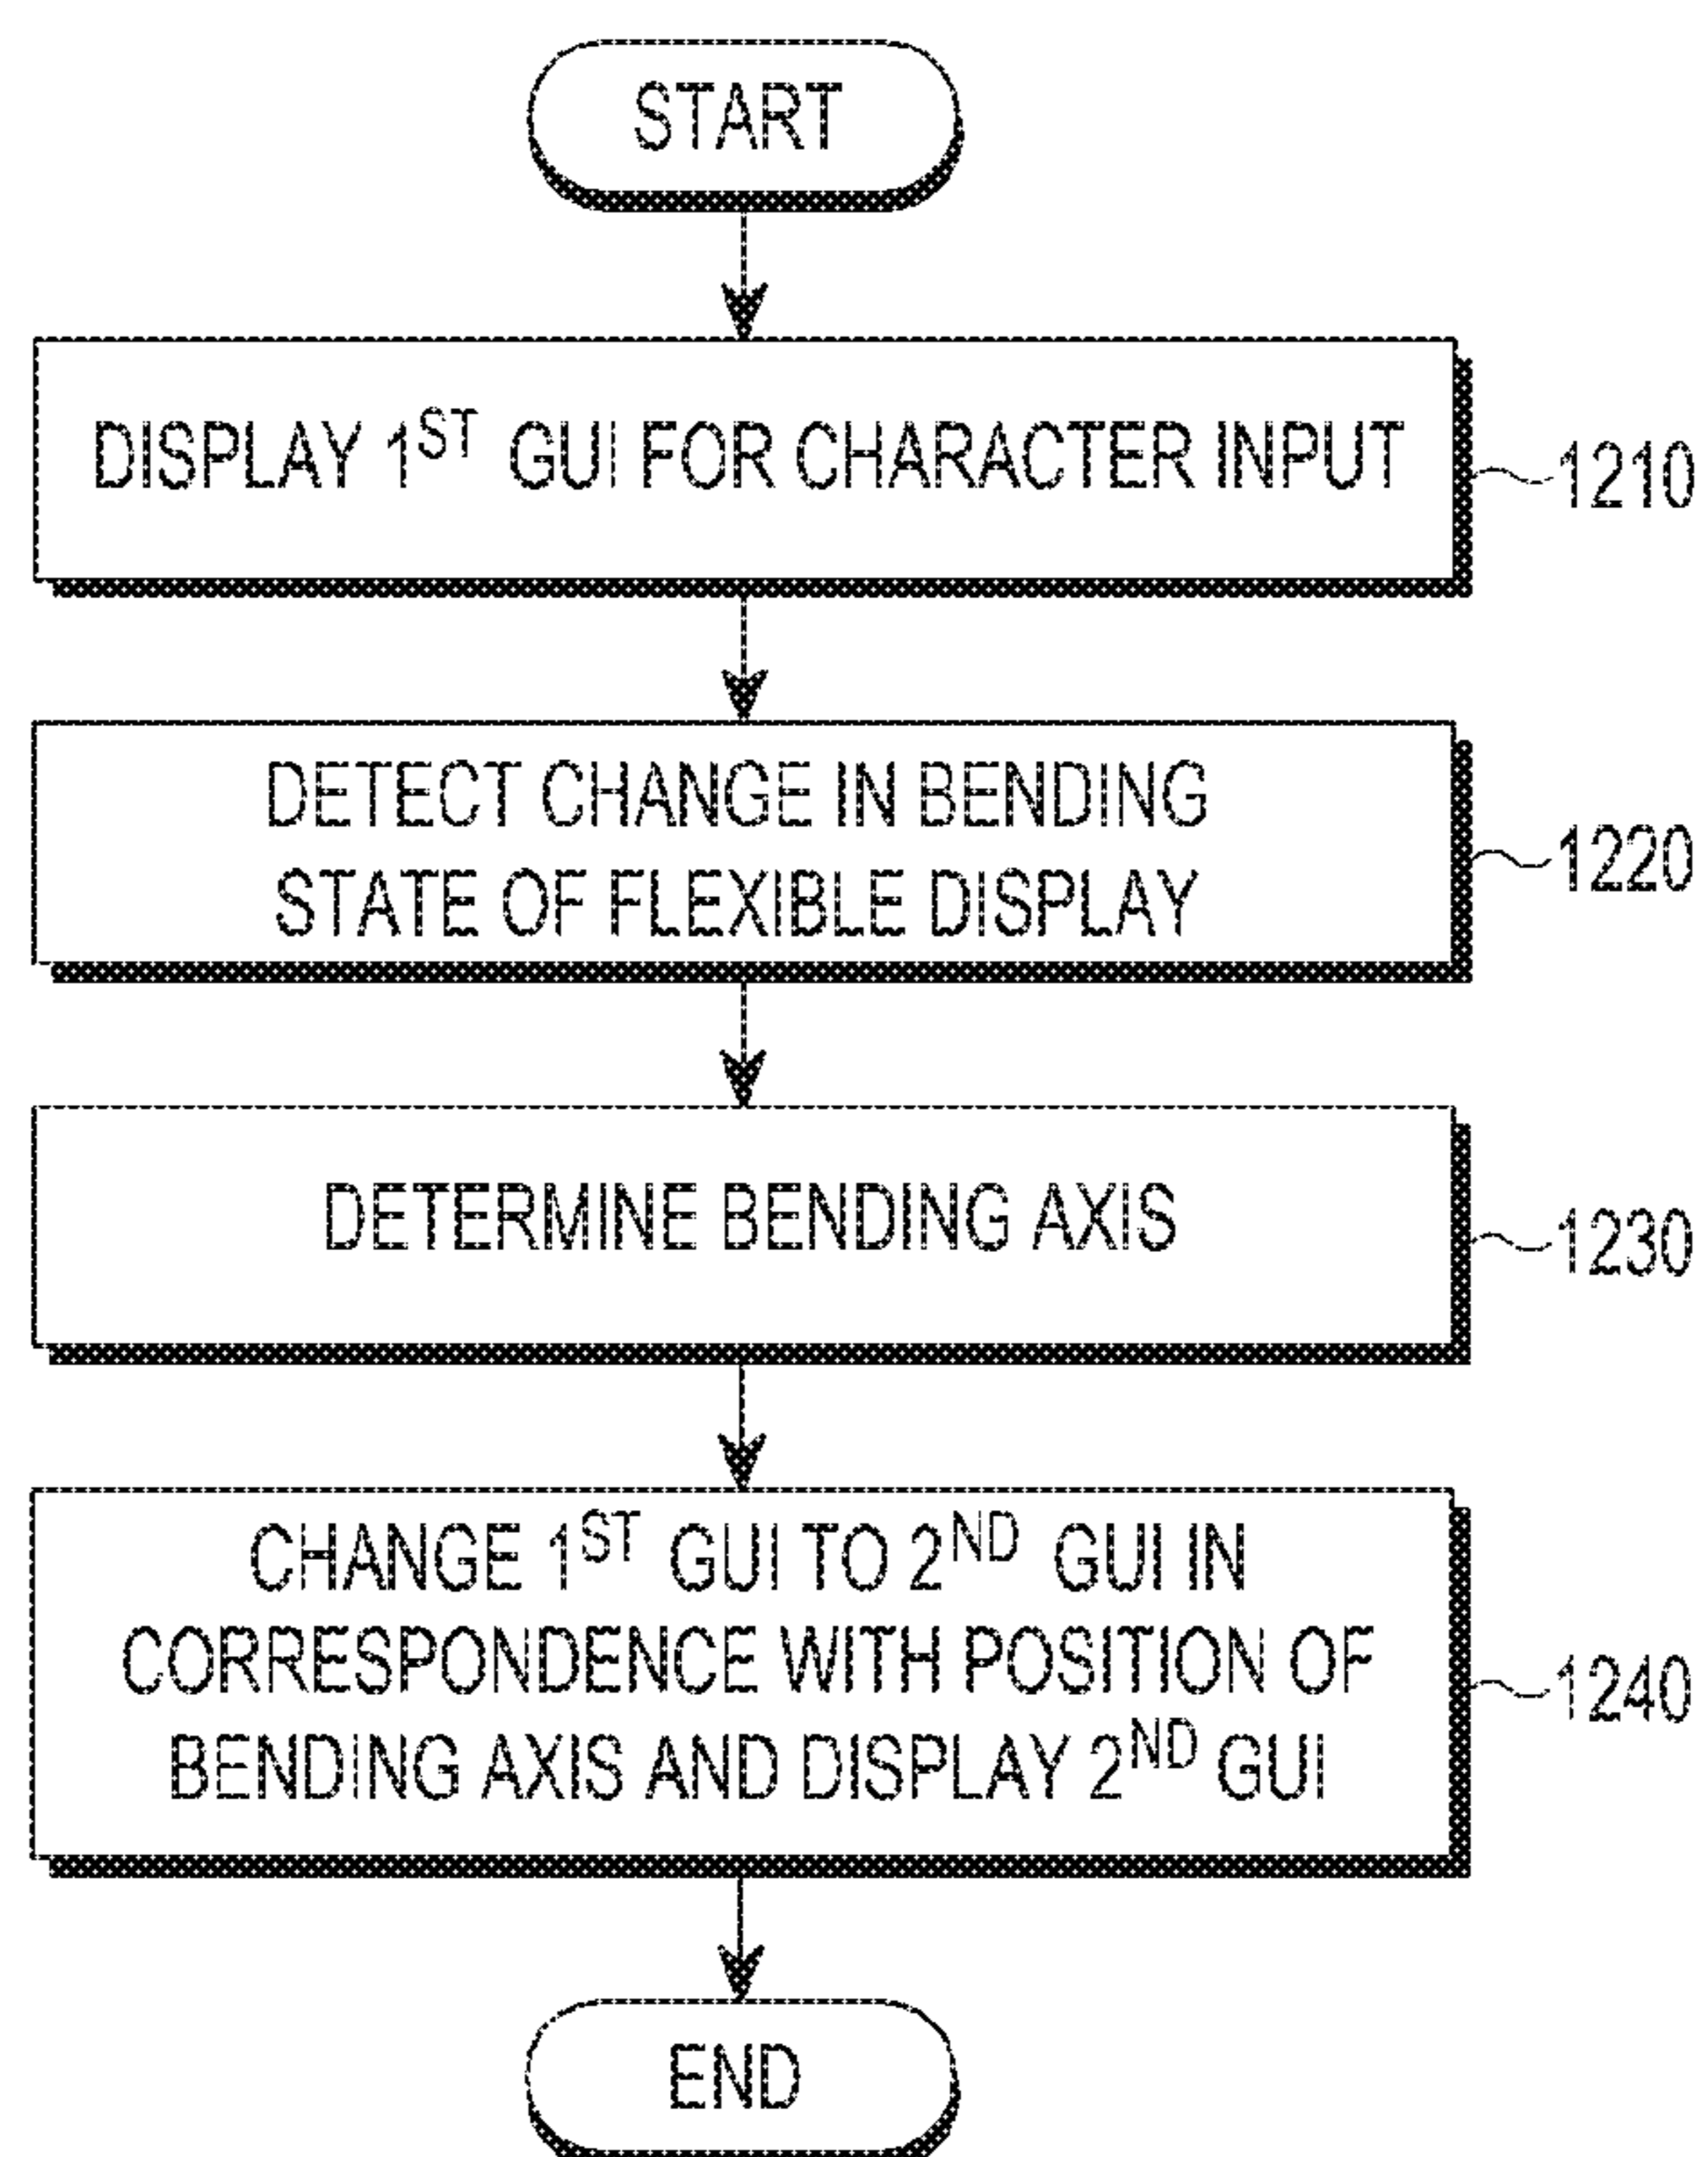 START
DISPLAY 1ST GUI FOR CHARACTER INPUT
1210
DETECT CHANGE IN BENDING
STATE OF FLEXIBLE DISPLAY
1220
DETERMINE BENDING AXIS
1230
CHANGE 1ST GUI TO 2ND GUI IN
CORRESPONDENCE WITH POSITION OF
BENDING AXIS AND DISPLAY 2ND GUI
1240
END